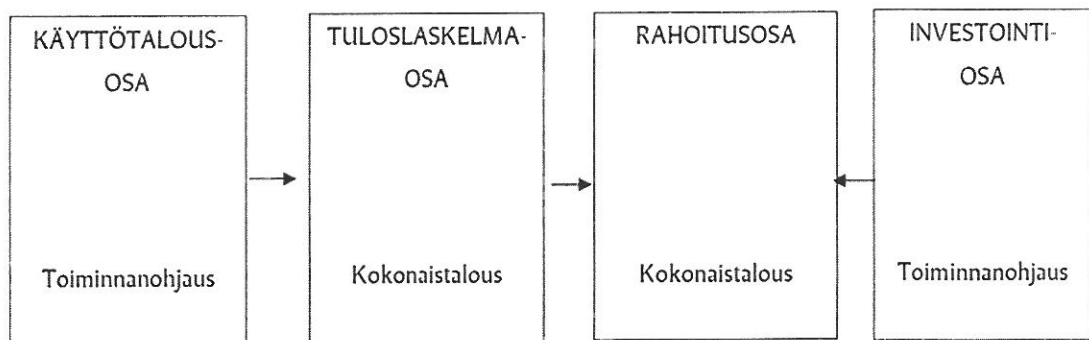 KÄYTTÖTALOUS-
OSA
Toiminnanohjaus
TULOSLASKELMA-
OSA
Kokonaistalous
RAHOITUSOSA
Kokonaistalous
INVESTOINTI-
OSA
Toiminnanohjaus